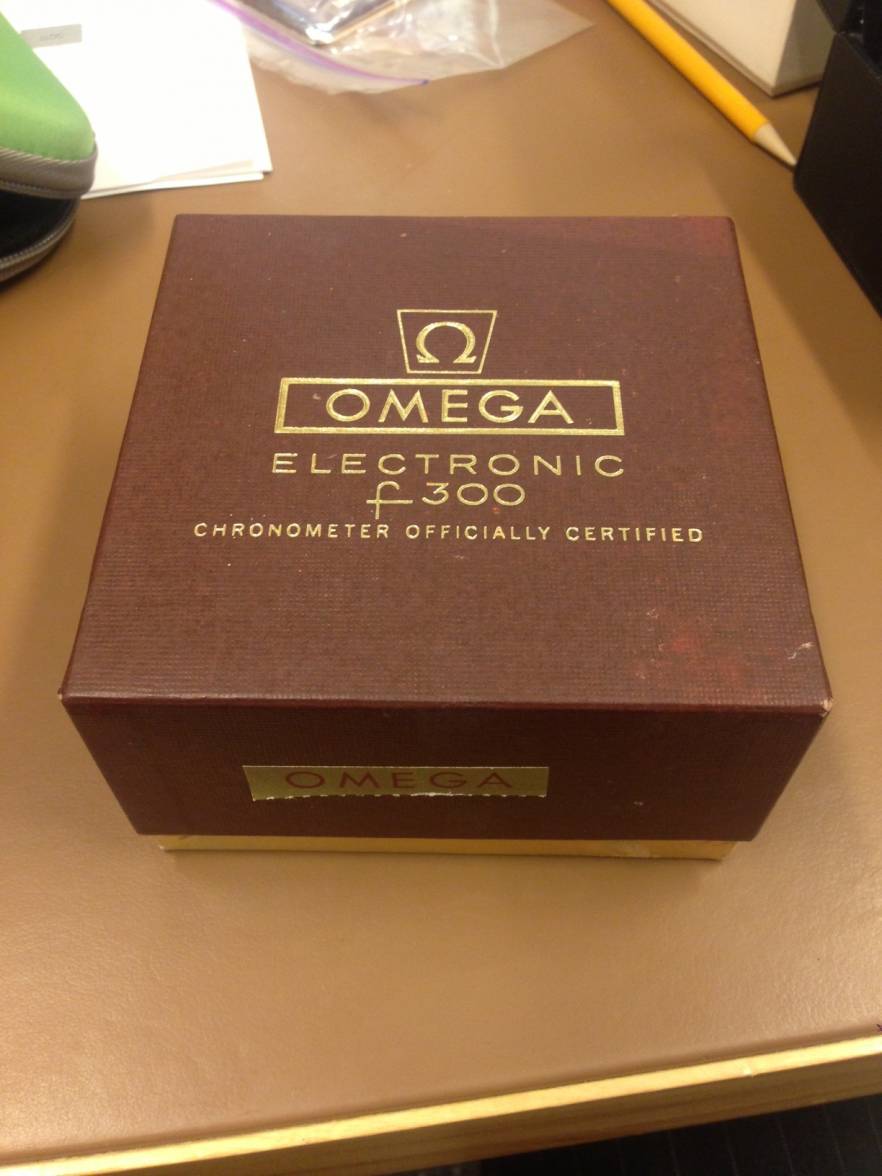 Ω
OMEGA
ELECTRONIC
f300
CHRONOMETER OFFICIALLY CERTIFIED
OMEGA